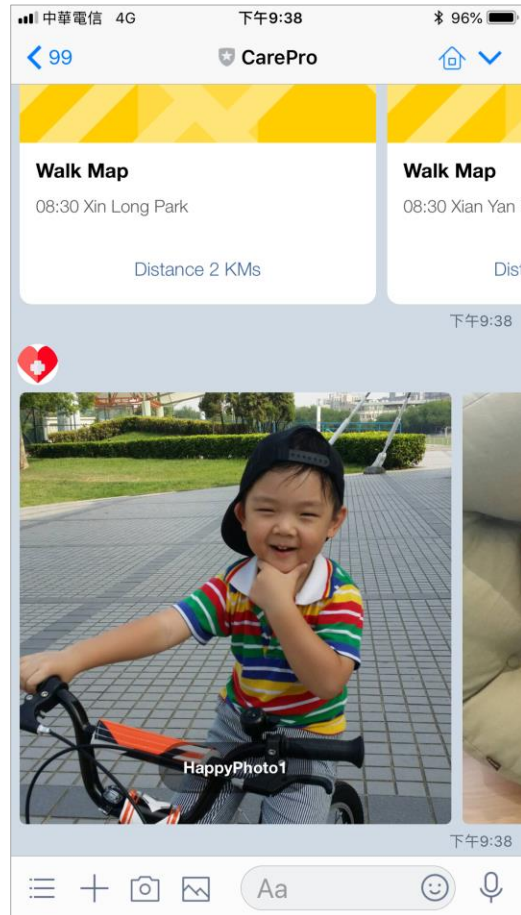 中華電信 4G 下午9:38 96%
99 CarePro
Walk Map
08:30 Xin Long Park
Distance 2 KMs
Walk Map
08:30 Xian Yan
下午9:38
HappyPhoto1
下午9:38
Aa